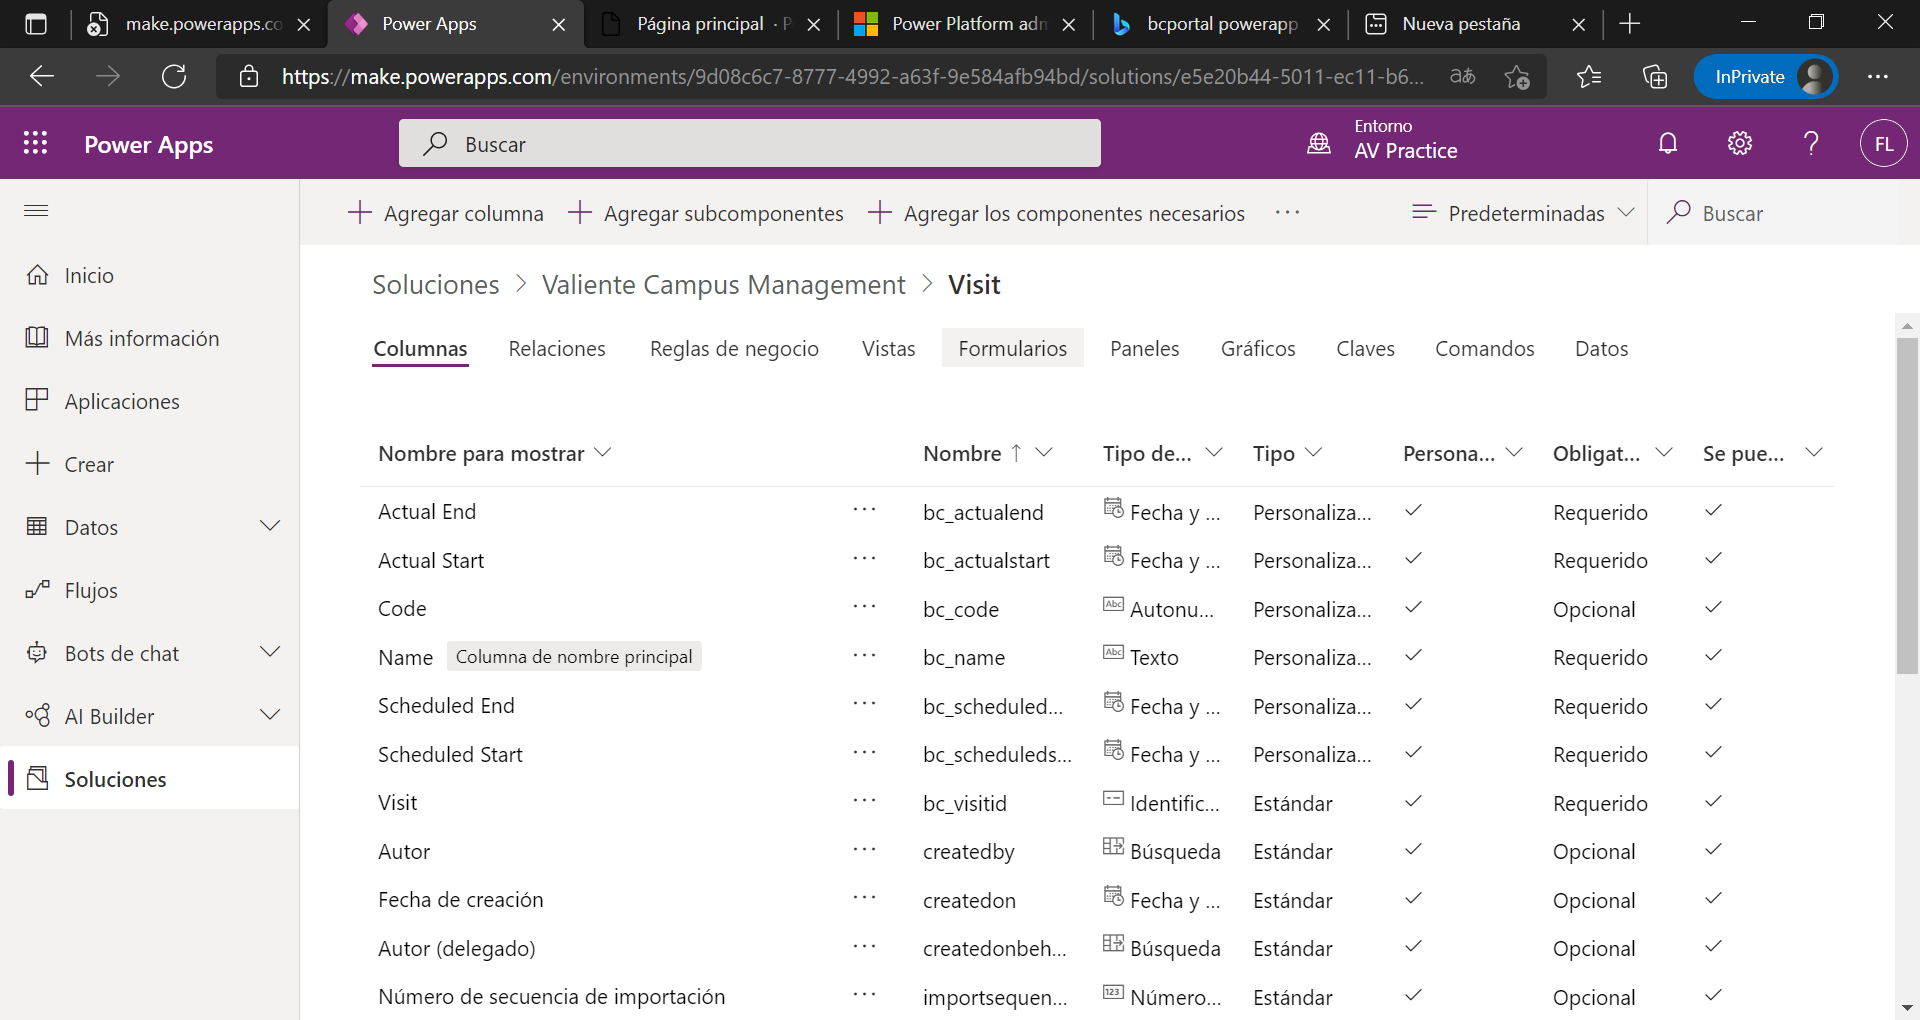 make.powerapps.co
Power Apps
Página principal · P
Power Platform adm
bcportal powerapp
Nueva pestaña
https://make.powerapps.com/environments/9d08c6c7-8777-4992-a63f-9e584afb94bd/solutions/e5e20b44-5011-ec11-b6...
aあ
InPrivate
Power Apps
Buscar
Entorno
AV Practice
FL
Agregar columna
Agregar subcomponentes
Agregar los componentes necesarios
Predeterminadas
Buscar
Inicio
Más información
Aplicaciones
Crear
Datos
Flujos
Bots de chat
AI Builder
Soluciones
Soluciones > Valiente Campus Management > Visit
Columnas Relaciones Reglas de negocio Vistas Formularios Paneles Gráficos Claves Comandos Datos
Nombre para mostrar Nombre ↑ Tipo de... Tipo Persona... Obligat... Se pue...
Actual End ... bc_actualend Fecha y ... Personaliza... Requerido
Actual Start ... bc_actualstart Fecha y ... Personaliza... Requerido
Code ... bc_code Abc Autonu... Personaliza... Opcional
Name Columna de nombre principal ... bc_name Abc Texto Personaliza... Requerido
Scheduled End ... bc_scheduled... Fecha y ... Personaliza... Requerido
Scheduled Start ... bc_scheduleds... Fecha y ... Personaliza... Requerido
Visit ... bc_visitid Identific... Estándar Requerido
Autor ... createdby Búsqueda Estándar Opcional
Fecha de creación ... createdon Fecha y ... Estándar Opcional
Autor (delegado) ... createdonbeh... Búsqueda Estándar Opcional
Número de secuencia de importación ... importsequen... 123 Número... Estándar Opcional